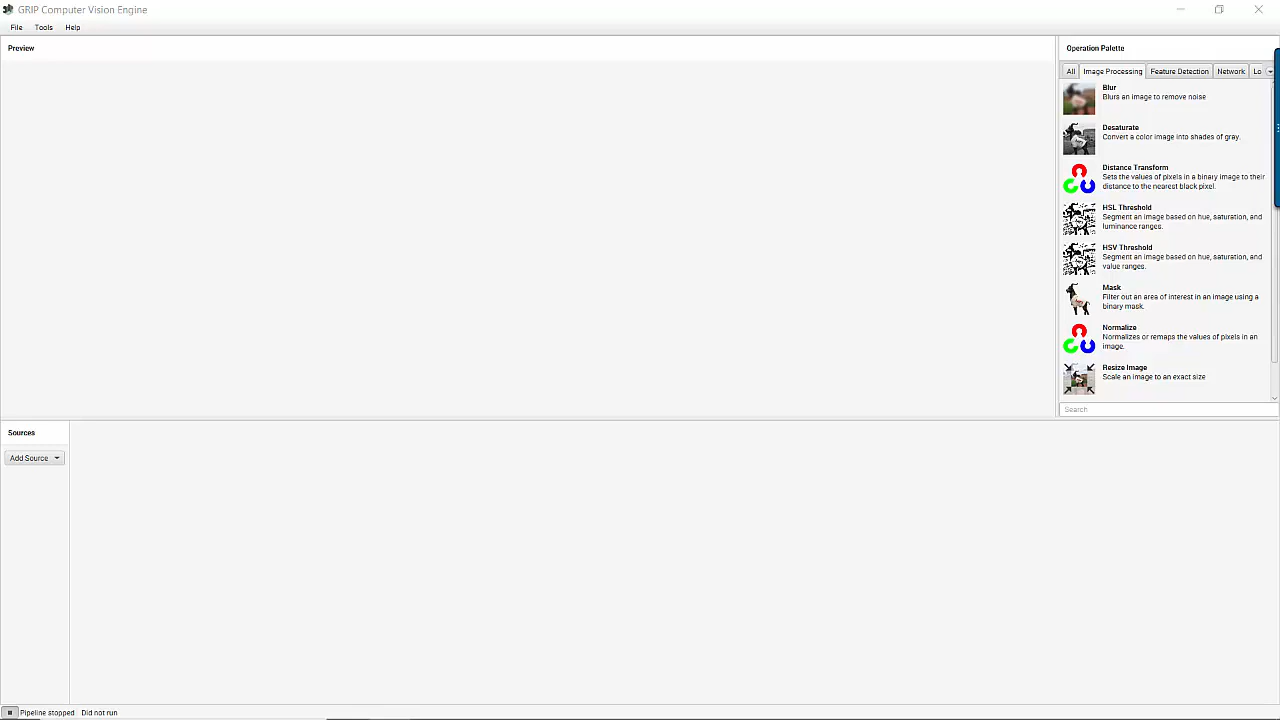 GRIP Computer Vision Engine
File Tools Help
Preview
Operation Palette
All Image Processing Feature Detection Network Lo
Blur
Blurs an image to remove noise
Desaturate
Convert a color image into shades of gray.
Distance Transform
Sets the values of pixels in a binary image to their
distance to the nearest black pixel.
HSL Threshold
Segment an image based on hue, saturation, and
luminance ranges.
HSV Threshold
Segment an image based on hue, saturation, and
value ranges.
Mask
Filter out an area of interest in an image using a
binary mask.
Normalize
Normalizes or remaps the values of pixels in an
image.
Resize Image
Scale an image to an exact size
Search
Sources
Add Source
Pipeline stopped Did not run